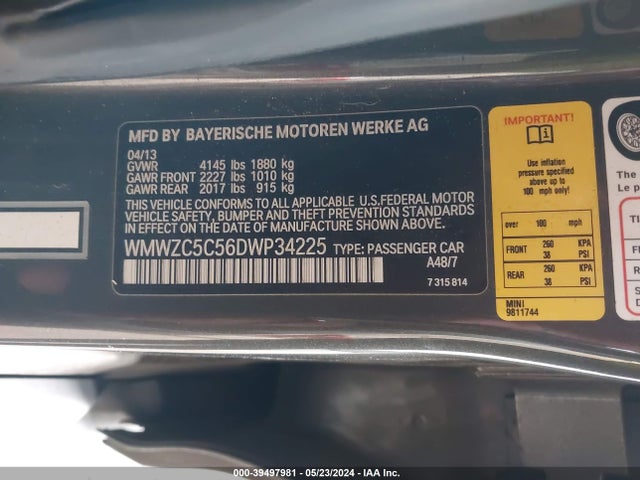 MFD BY BAYERISCHE MOTOREN WERKE AG
04/13
GVWR 4145 lbs 1880 kg
GAWR FRONT 2227 lbs 1010 kg
GAWR REAR 2017 lbs 915 kg
THIS VEHICLE CONFORMS TO ALL APPLICABLE U.S.FEDERAL MOTOR
VEHICLE SAFETY, BUMPER AND THEFT PREVENTION STANDARDS
IN EFFECT ON THE DATE OF MANUFACTURE SHOWN ABOVE.
WMWZC5C56DWP34225 TYPE: PASSENGER CAR
A48/7
7 315 814
IMPORTANT!
Use inflation
pressure specified
above up to
100 mph only!
over 100 mph
FRONT 260 KPA
38 PSI
REAR 260 KPA
38 PSI
MINI
9811744
The
000-39497981 - 05/23/2024 - IAA Inc.